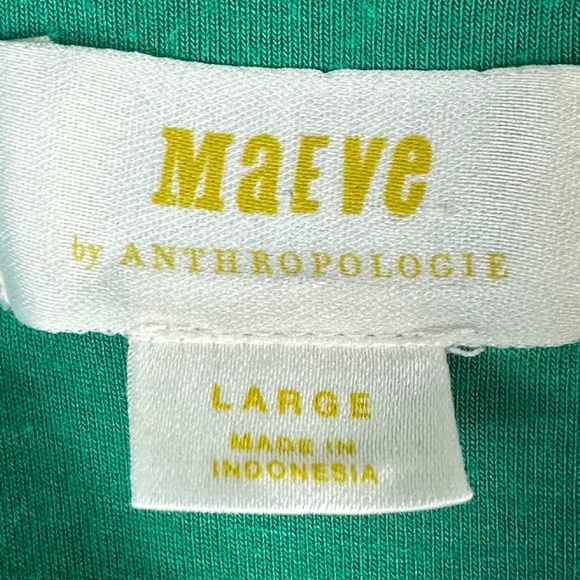 MaEVe
by ANTHROPOLOGIE
LARGE
MADE IN
INDONESIA